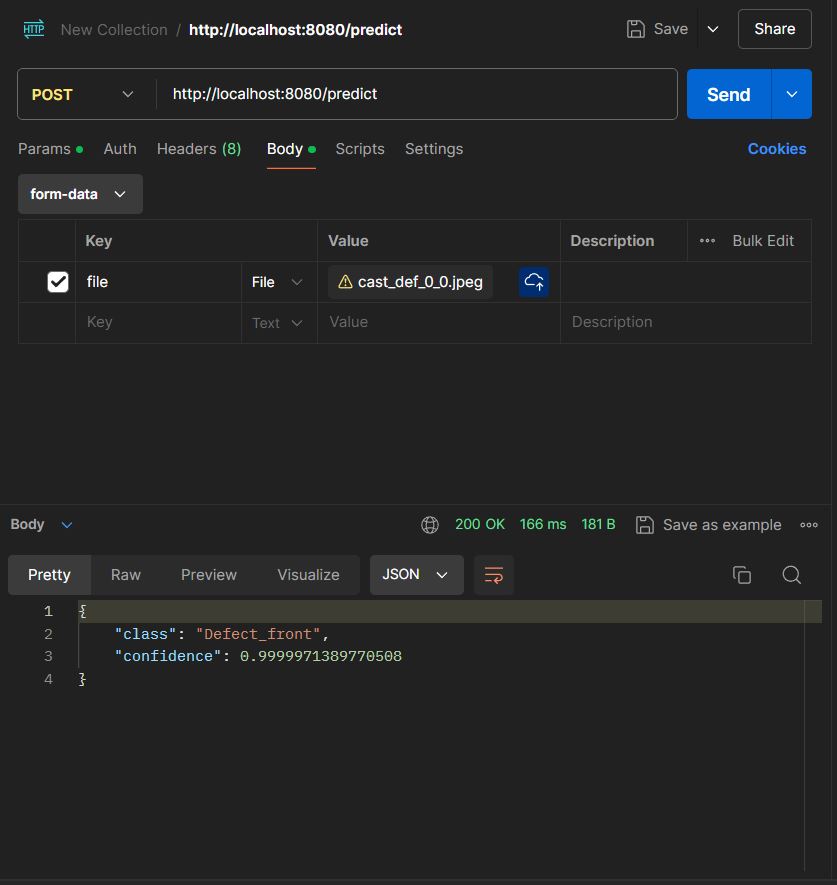 HTTP New Collection / http://localhost:8080/predict Save Share
POST http://localhost:8080/predict Send
Params Auth Headers (8) Body Scripts Settings Cookies
form-data
Key Value Description Bulk Edit
file File cast_def_0_0.jpeg
Key Text Value Description
Body 200 OK 166 ms 181 B Save as example
Pretty Raw Preview Visualize JSON
1 {
2 "class": "Defect_front",
3 "confidence": 0.9999971389770508
4 }